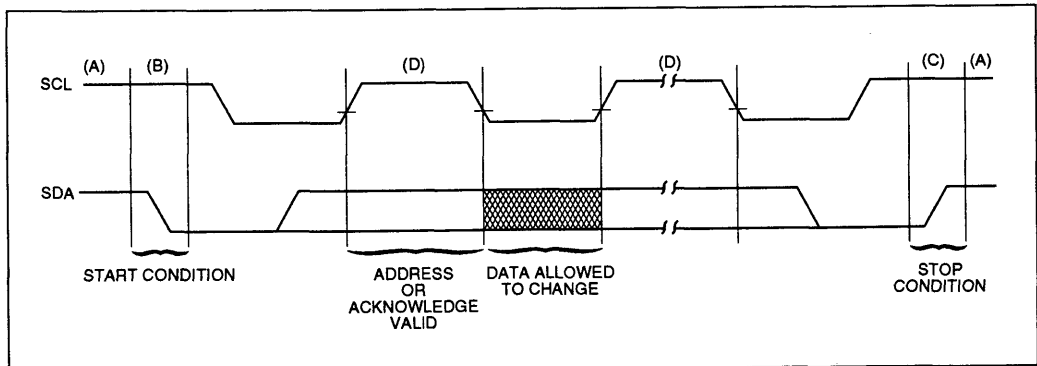 (A) (B) (D) (D) (C) (A)
SCL
SDA
START CONDITION
ADDRESS
OR
ACKNOWLEDGE
VALID
DATA ALLOWED
TO CHANGE
STOP
CONDITION